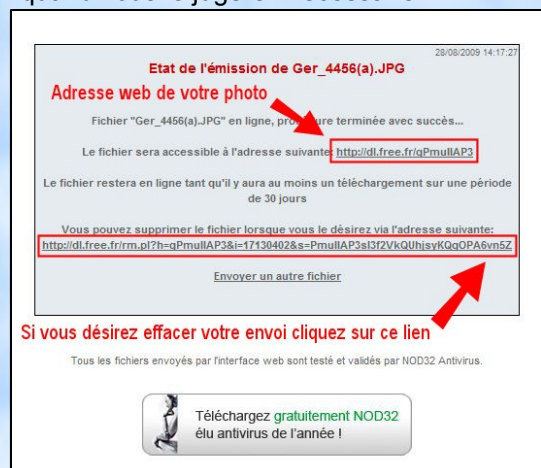 28/08/2009 14:17:27
Etat de l'émission de Ger_4456(a).JPG
Adresse web de votre photo
Fichier "Ger_4456(a).JPG" en ligne, procédure terminée avec succès...
Le fichier sera accessible à l'adresse suivante: http://dl.free.fr/qPmullAP3
Le fichier restera en ligne tant qu'il y aura au moins un téléchargement sur une période
de 30 jours
Vous pouvez supprimer le fichier lorsque vous le désirez via l'adresse suivante:
http://dl.free.fr/rm.pl?h=qPmullAP3&i=17130402&s=PmullAP3sI3f2VkQUhjsyKQgOPA6vn5Z
Envoyer un autre fichier
Si vous désirez effacer votre envoi cliquez sur ce lien
Tous les fichiers envoyés par l'interface web sont testé et validés par NOD32 Antivirus.
Téléchargez gratuitement NOD32
élu antivirus de l'année !